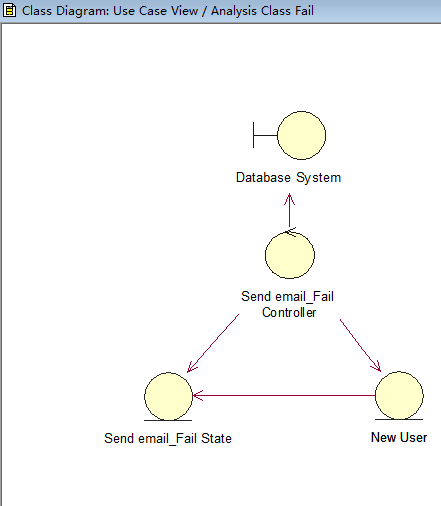 Class Diagram: Use Case View / Analysis Class Fail
Database System
Send email_Fail
Controller
Send email_Fail State
New User